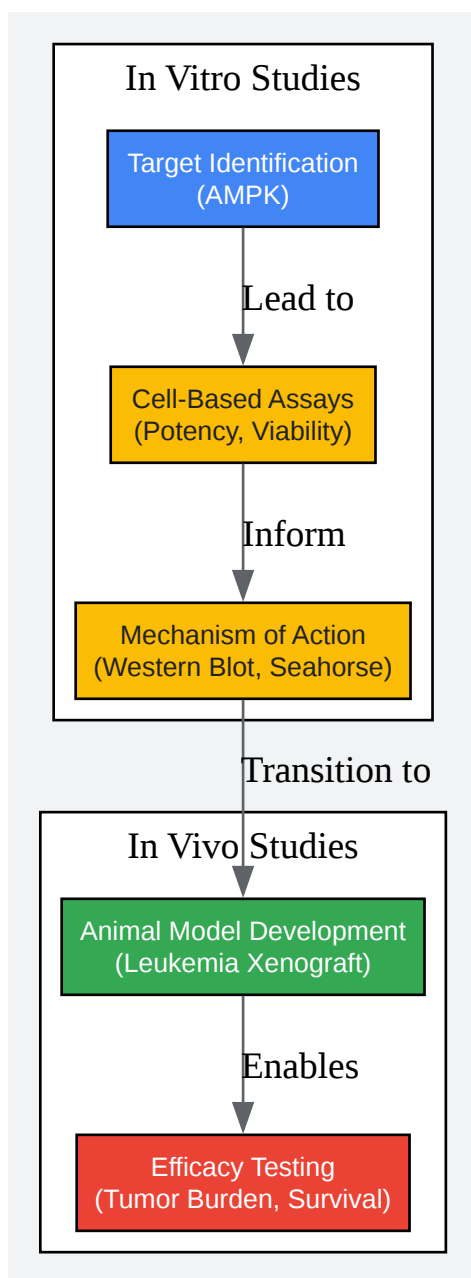 In Vitro Studies
Target Identification
(AMPK)
Lead to
Cell-Based Assays
(Potency, Viability)
Inform
Mechanism of Action
(Western Blot, Seahorse)
Transition to
In Vivo Studies
Animal Model Development
(Leukemia Xenograft)
Enables
Efficacy Testing
(Tumor Burden, Survival)